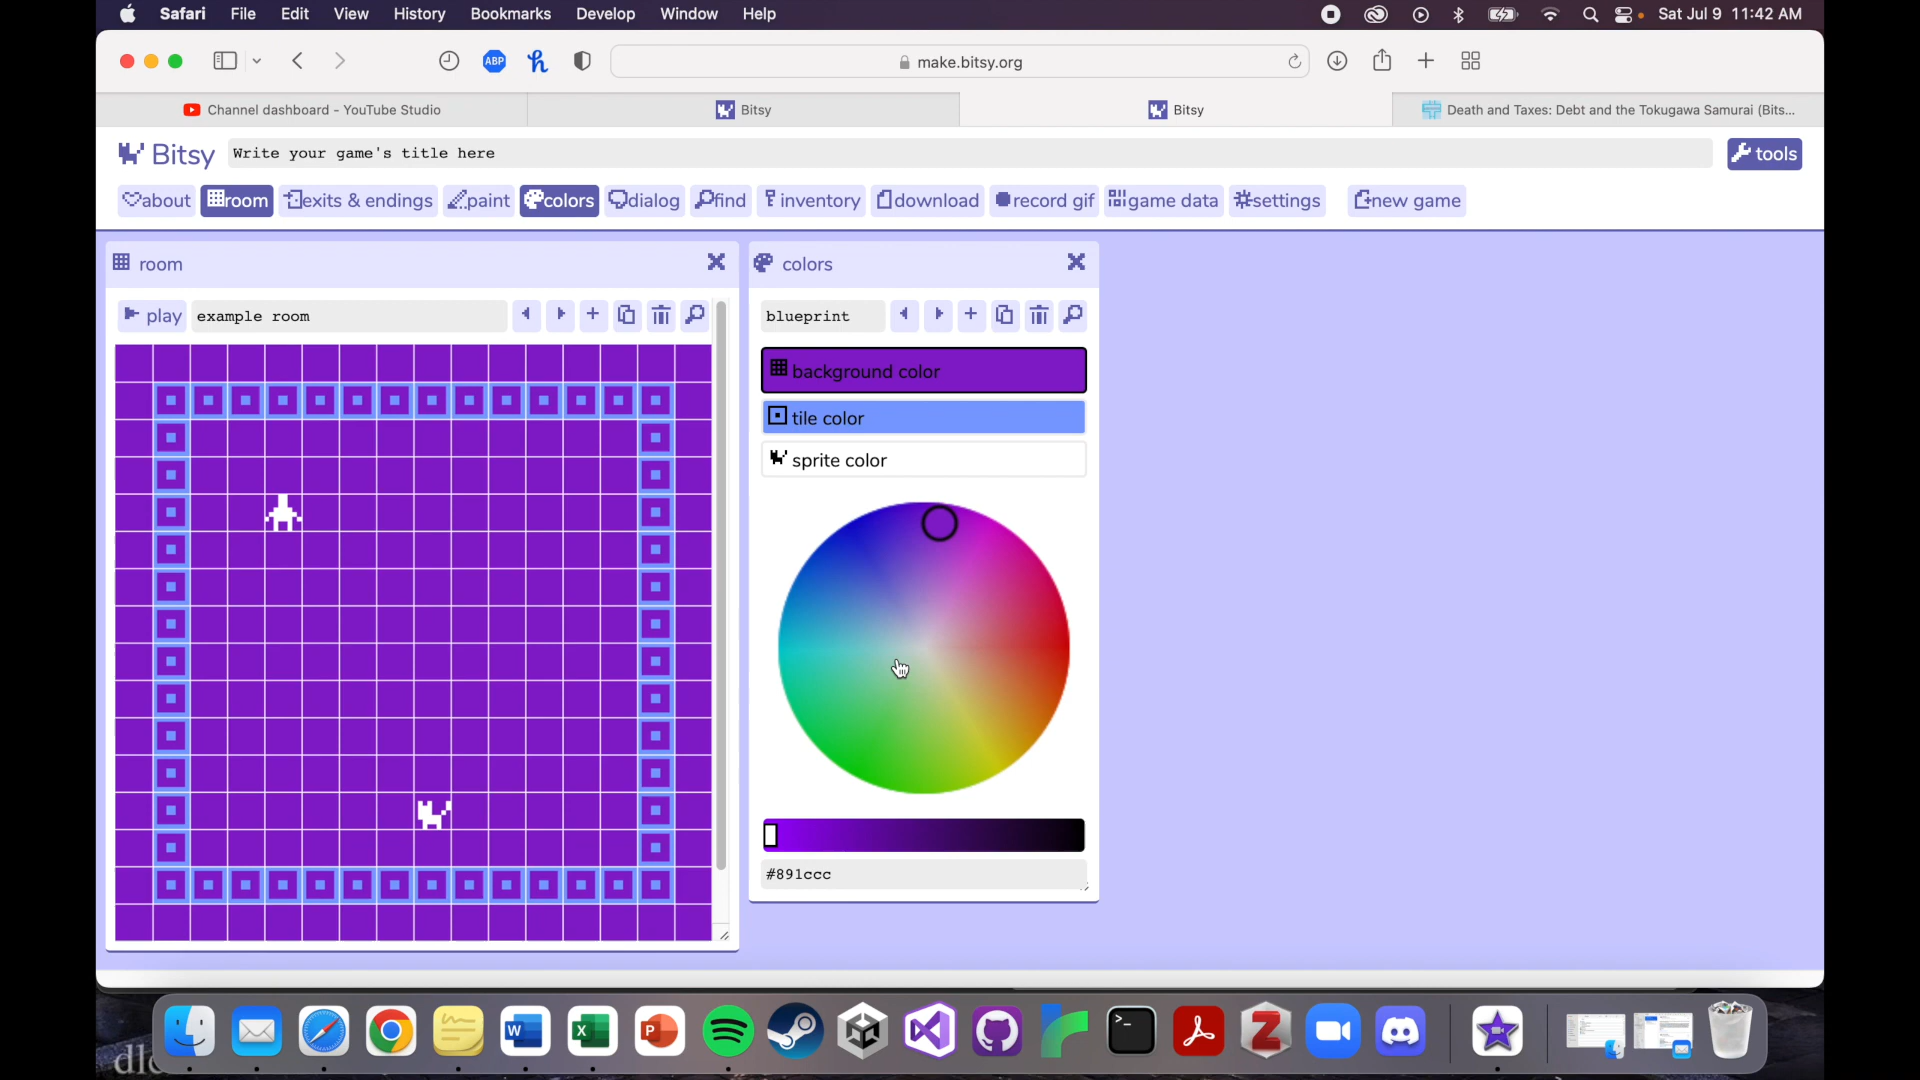 Safari File Edit View History Bookmarks Develop Window Help Sat Jul 9 11:42 AM
ABP make.bitsy.org
Channel dashboard - YouTube Studio Bitsy Bitsy Death and Taxes: Debt and the Tokugawa Samurai (Bits...
Bitsy Write your game's title here tools
about room exits & endings paint colors dialog find inventory download record gif game data settings new game
room colors
play example room blueprint
background color
tile color
sprite color
#891ccc
W X P Z